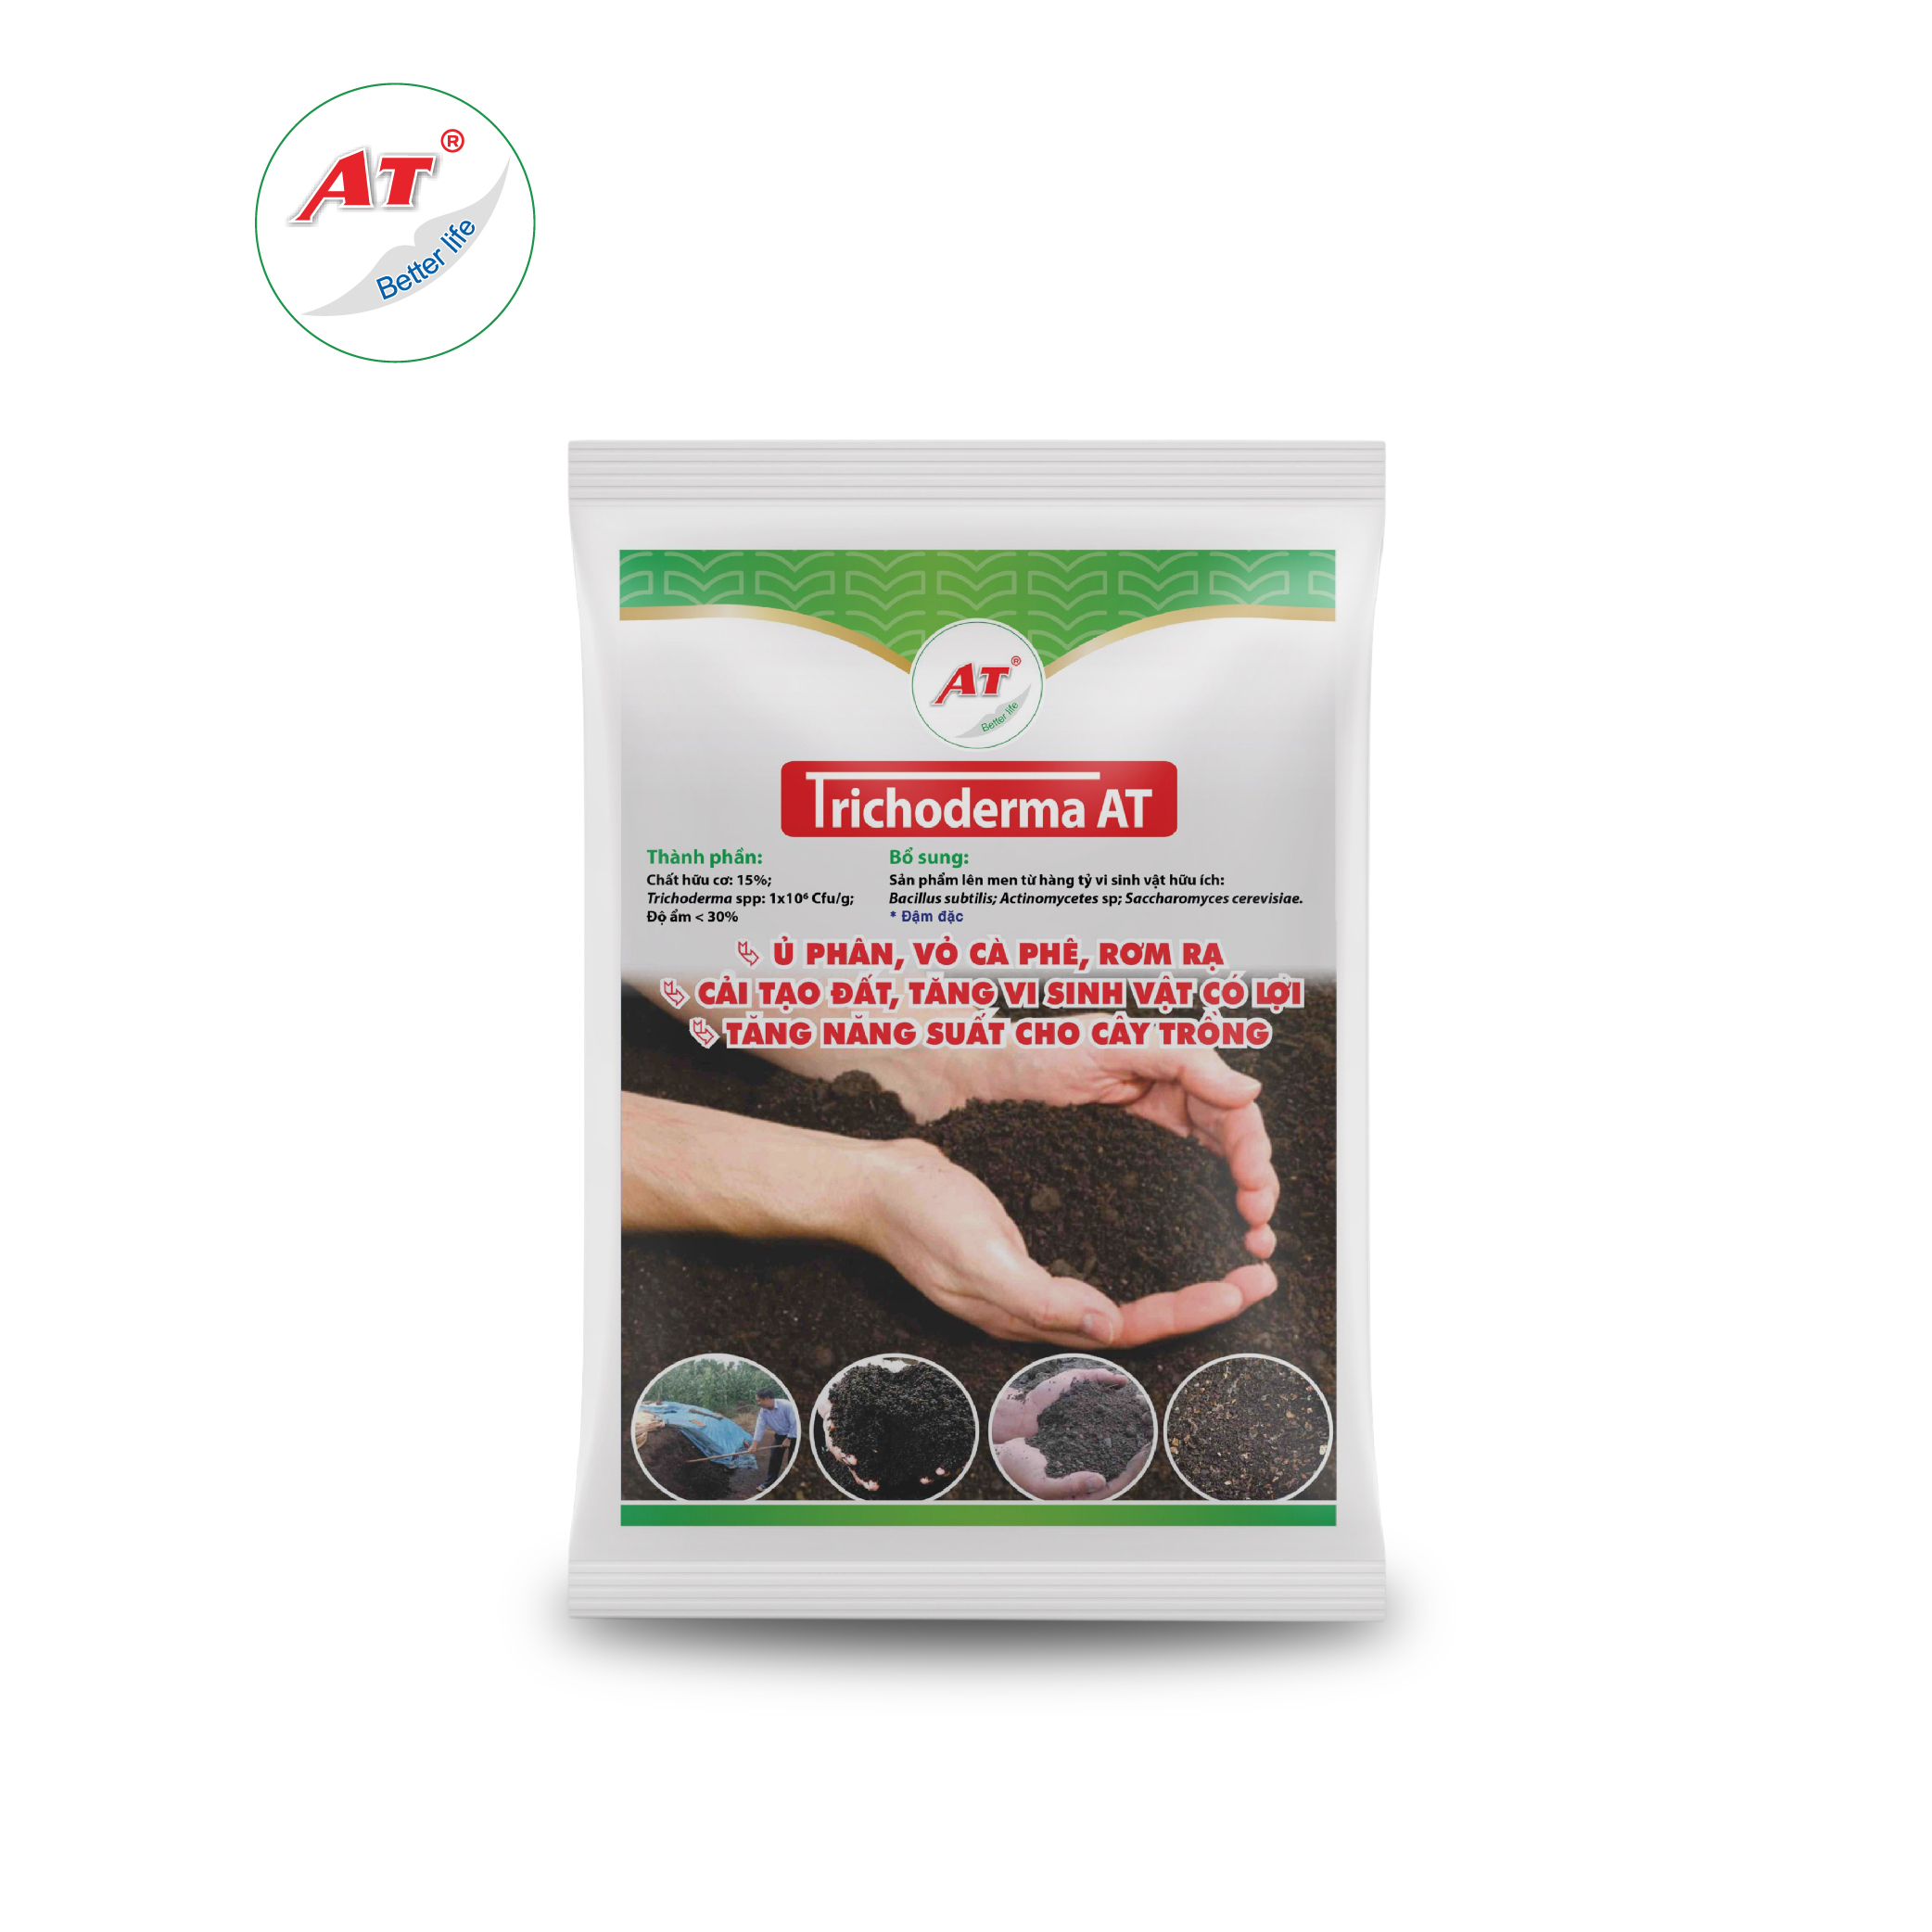 AT®
Better life
AT®
Better life
Trichoderma AT
Thành phần:
Chất hữu cơ: 15%;
Trichoderma spp: 1x10⁶ Cfu/g;
Độ ẩm < 30%
Bổ sung:
Sản phẩm lên men từ hàng tỷ vi sinh vật hữu ích:
Bacillus subtilis; Actinomycetes sp; Saccharomyces cerevisiae.
* Đậm đặc
Ủ PHÂN, VỎ CÀ PHÊ, RƠM RẠ
CẢI TẠO ĐẤT, TĂNG VI SINH VẬT CÓ LỢI
TĂNG NĂNG SUẤT CHO CÂY TRỒNG